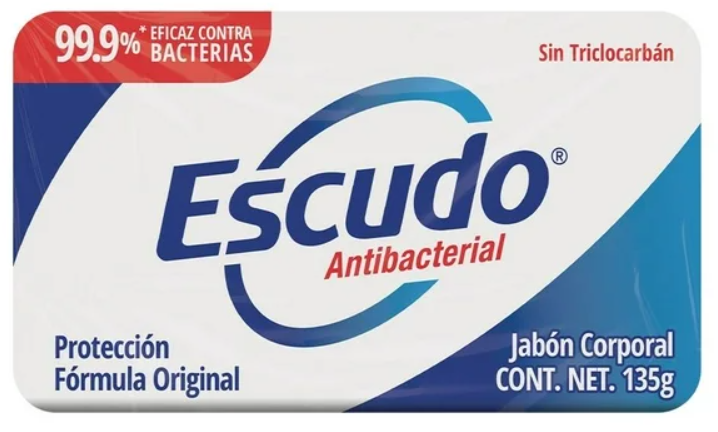 99.9%* EFICAZ CONTRA
BACTERIAS
Sin Triclocarbán
Escudo®
Antibacterial
Protección
Fórmula Original
Jabón Corporal
CONT. NET. 135g